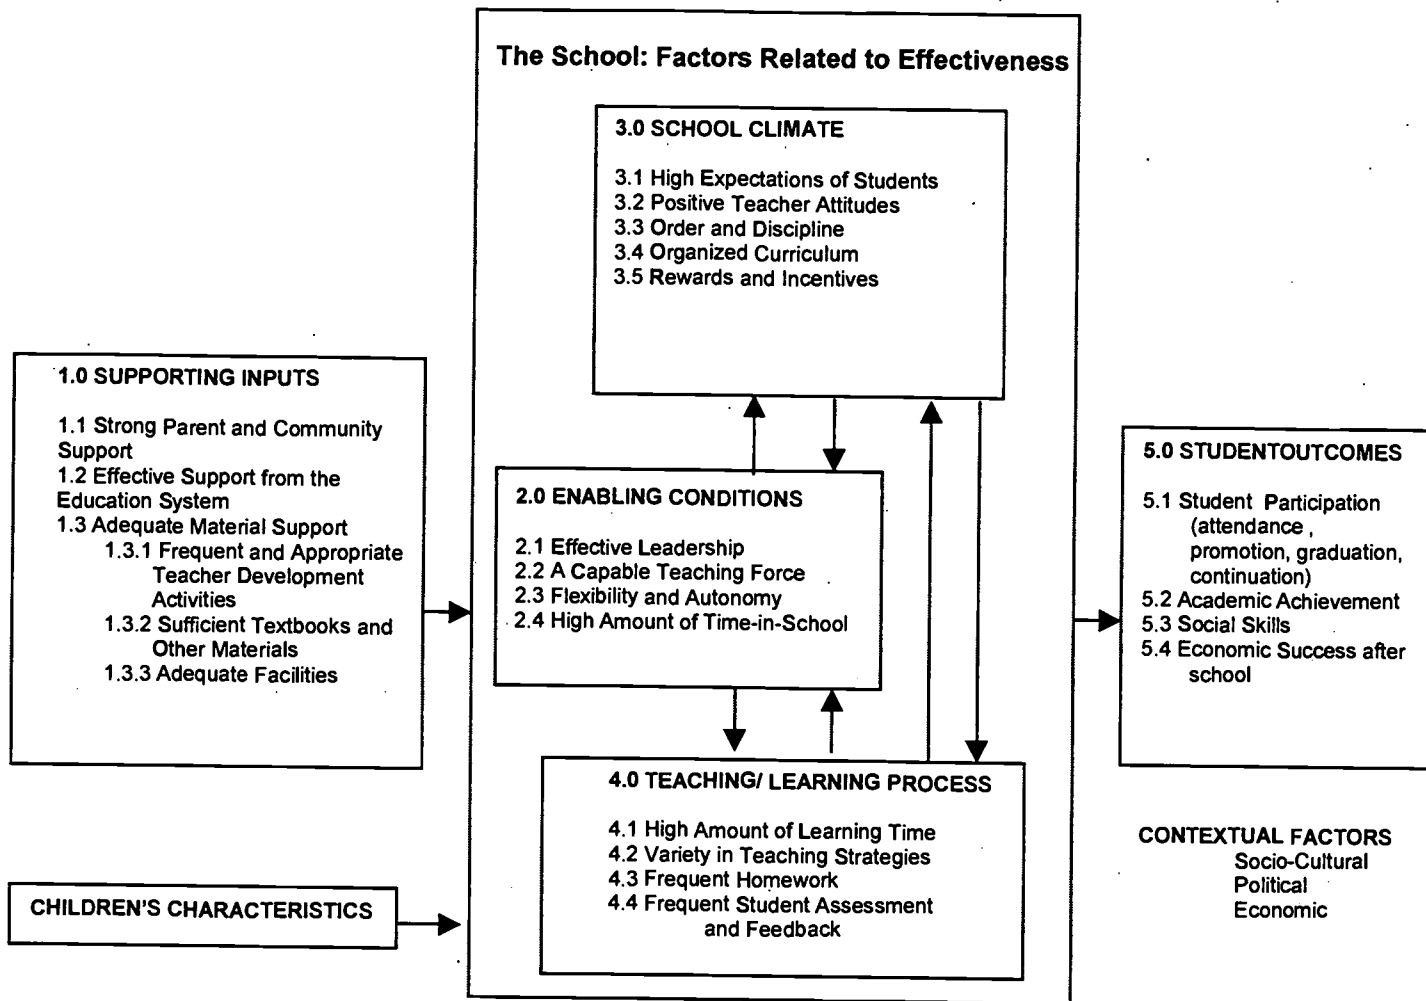 The School: Factors Related to Effectiveness
3.0 SCHOOL CLIMATE
3.1 High Expectations of Students
3.2 Positive Teacher Attitudes
3.3 Order and Discipline
3.4 Organized Curriculum
3.5 Rewards and Incentives
1.0 SUPPORTING INPUTS
1.1 Strong Parent and Community
Support
1.2 Effective Support from the
Education System
1.3 Adequate Material Support
1.3.1 Frequent and Appropriate
Teacher Development
Activities
1.3.2 Sufficient Textbooks and
Other Materials
1.3.3 Adequate Facilities
2.0 ENABLING CONDITIONS
2.1 Effective Leadership
2.2 A Capable Teaching Force
2.3 Flexibility and Autonomy
2.4 High Amount of Time-in-School
4.0 TEACHING/ LEARNING PROCESS
4.1 High Amount of Learning Time
4.2 Variety in Teaching Strategies
4.3 Frequent Homework
4.4 Frequent Student Assessment
and Feedback
CHILDREN'S CHARACTERISTICS
5.0 STUDENTOUTCOMES
5.1 Student Participation
(attendance ,
promotion, graduation,
continuation)
5.2 Academic Achievement
5.3 Social Skills
5.4 Economic Success after
school
CONTEXTUAL FACTORS
Socio-Cultural
Political
Economic